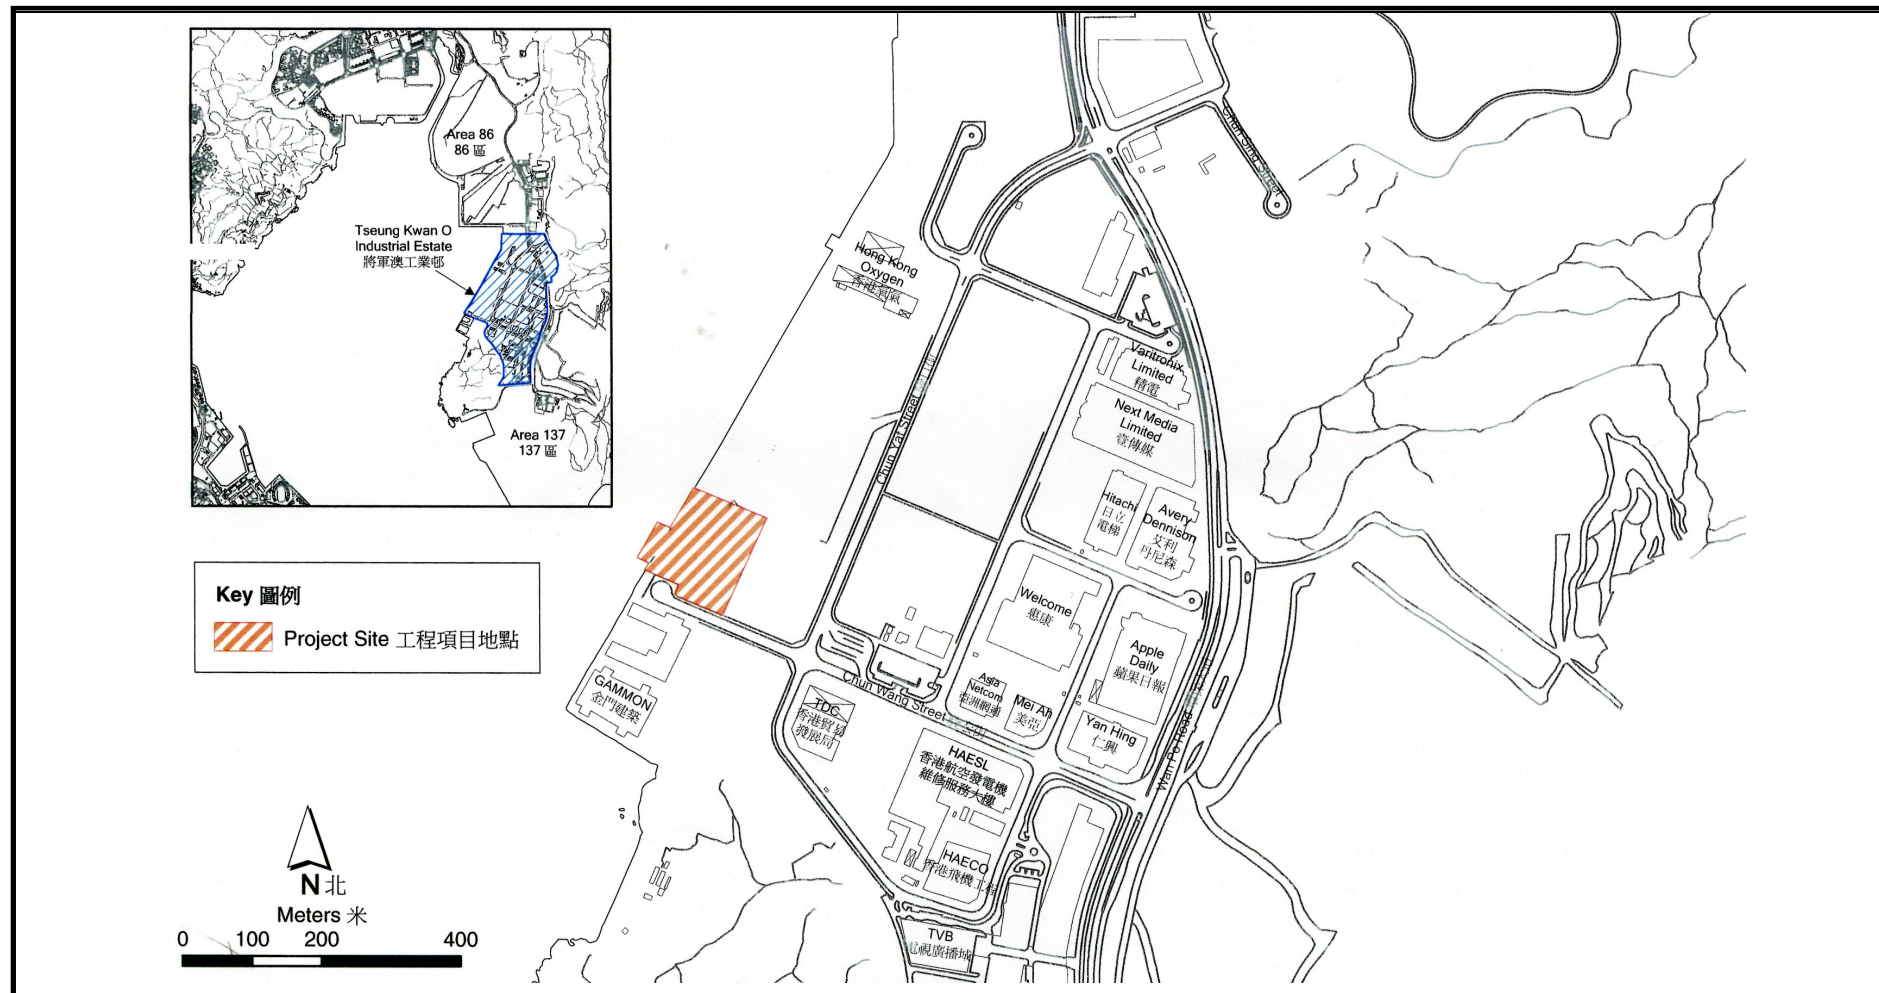 Area 86
86 區
Tseung Kwan O
Industrial Estate
將軍澳工業邨
Area 137
137 區
Key 圖例
Project Site 工程項目地點
N 北
Meters 米
0 100 200 400
Chun Sing Street
Hong Kong
Oxygen
香港氧氣
Chun Yat Street
Varitronix
Limited
精電
Next Media
Limited
壹傳媒
Hitachi
日立
電梯
Avery
Dennison
艾利
丹尼森
Welcome
惠康
Apple
Daily
蘋果日報
Asia
Netcom
亞洲網通
Mei Ah
美亞
Yan Hing
仁興
Wan Po Road
Chun Wang Street
GAMMON
金門建築
TDC
香港貿易
發展局
HAESL
香港航空發電機
維修服務大樓
HAECO
香港飛機工程
TVB
電視廣播城